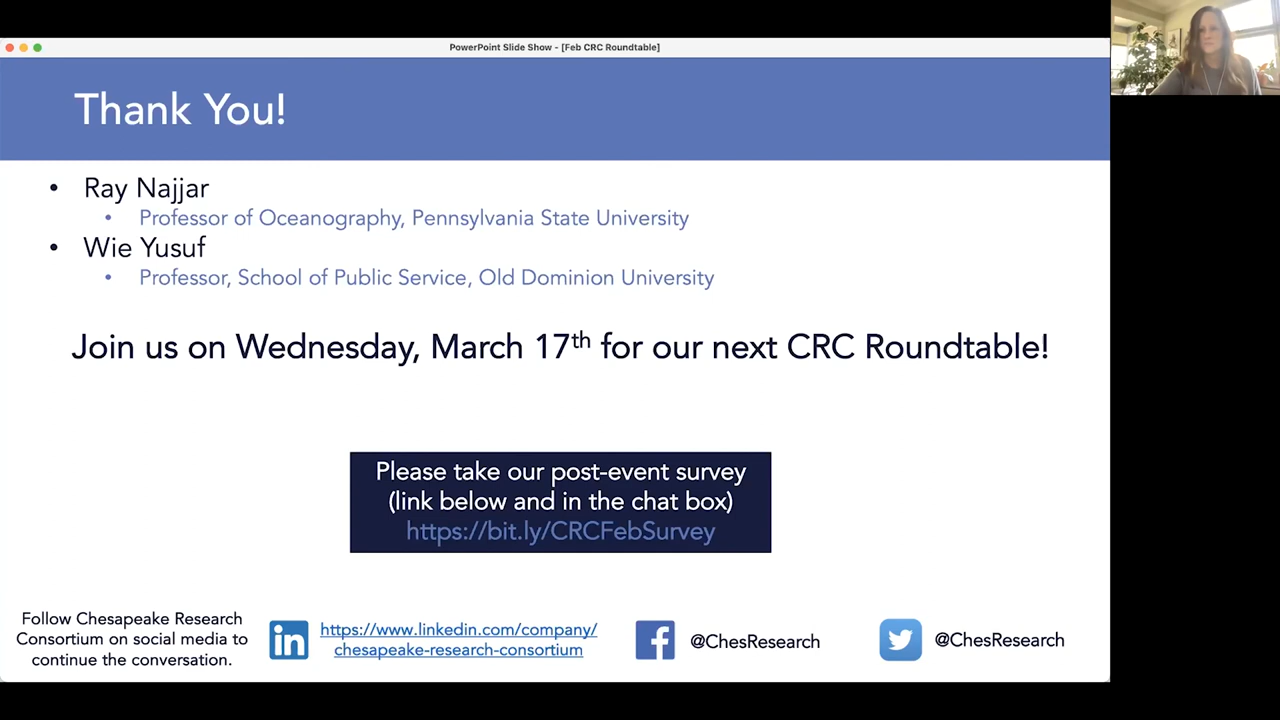 PowerPoint Slide Show - [Feb CRC Roundtable]
Thank You!
• Ray Najjar
• Professor of Oceanography, Pennsylvania State University
• Wie Yusuf
• Professor, School of Public Service, Old Dominion University
Join us on Wednesday, March 17th for our next CRC Roundtable!
Please take our post-event survey
(link below and in the chat box)
https://bit.ly/CRCFebSurvey
Follow Chesapeake Research
Consortium on social media to
continue the conversation.
in
https://www.linkedin.com/company/
chesapeake-research-consortium
f
@ChesResearch
@ChesResearch